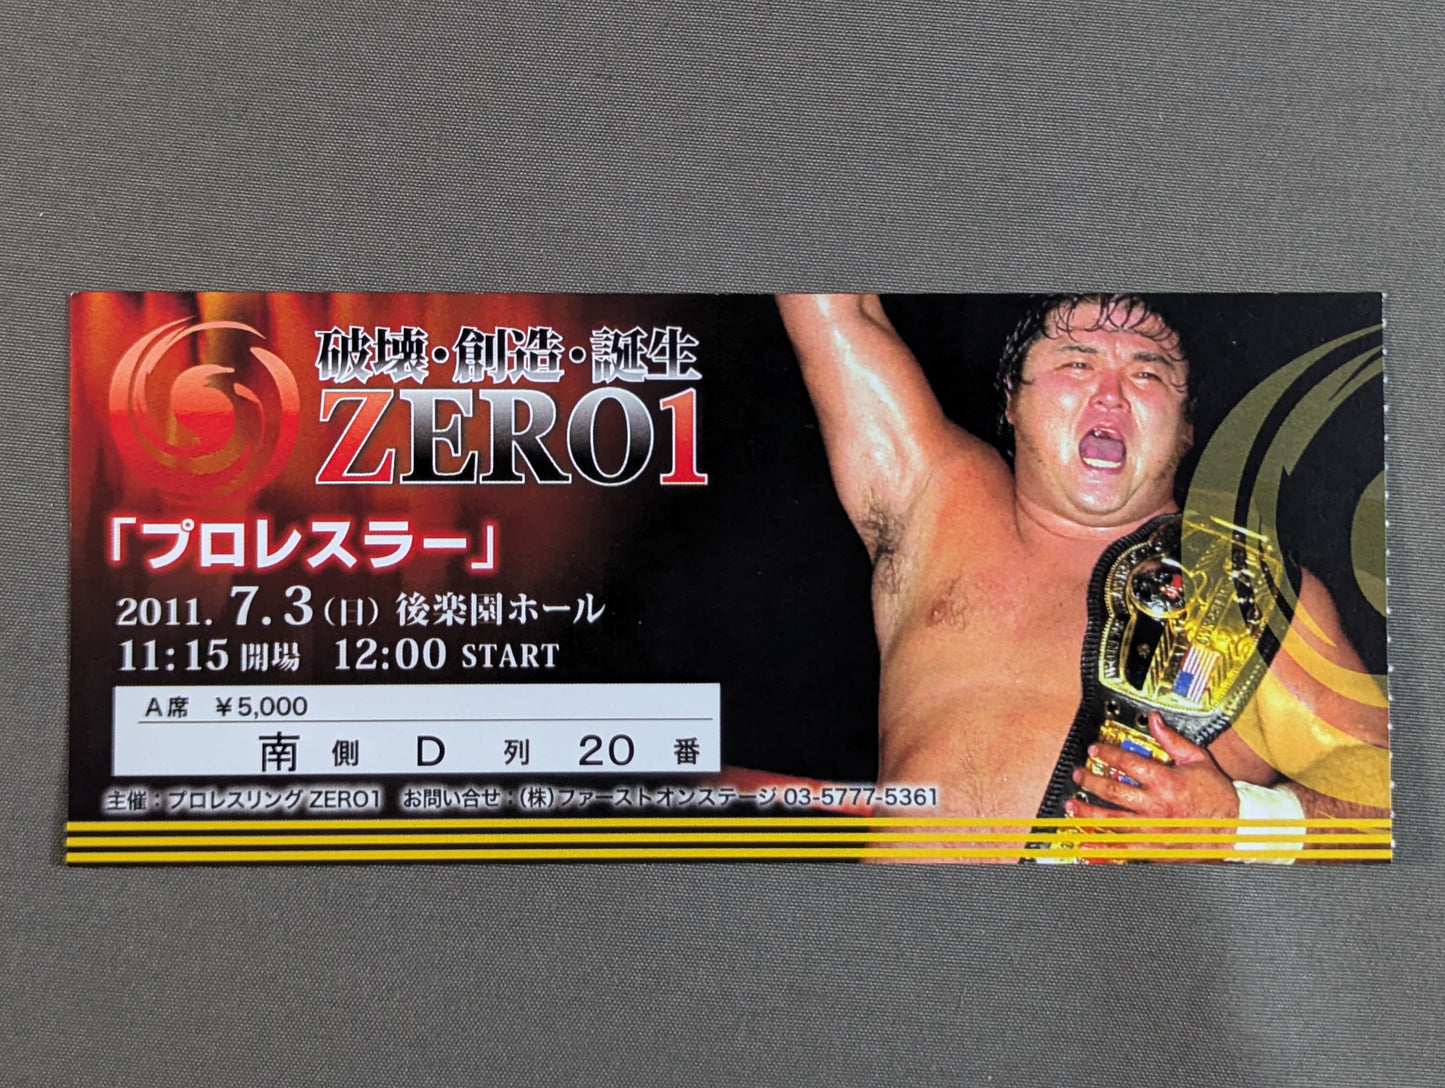 破壊・創造・誕生
ZERO1
「プロレスラー」
2011. 7.3(日) 後楽園ホール
11:15 開場 12:00 START
A席 ¥5,000
南 側 D 列 20 番
主催:プロレスリング ZERO1 お問い合せ:(株)ファーストオンステージ 03-5777-5361